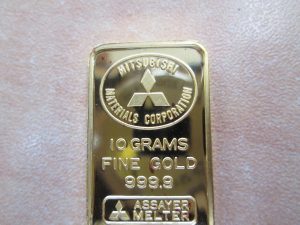 MITSUBISHI
MATERIALS CORPORATION
10 GRAMS
FINE GOLD
999.9
ASSAYER
MELTER